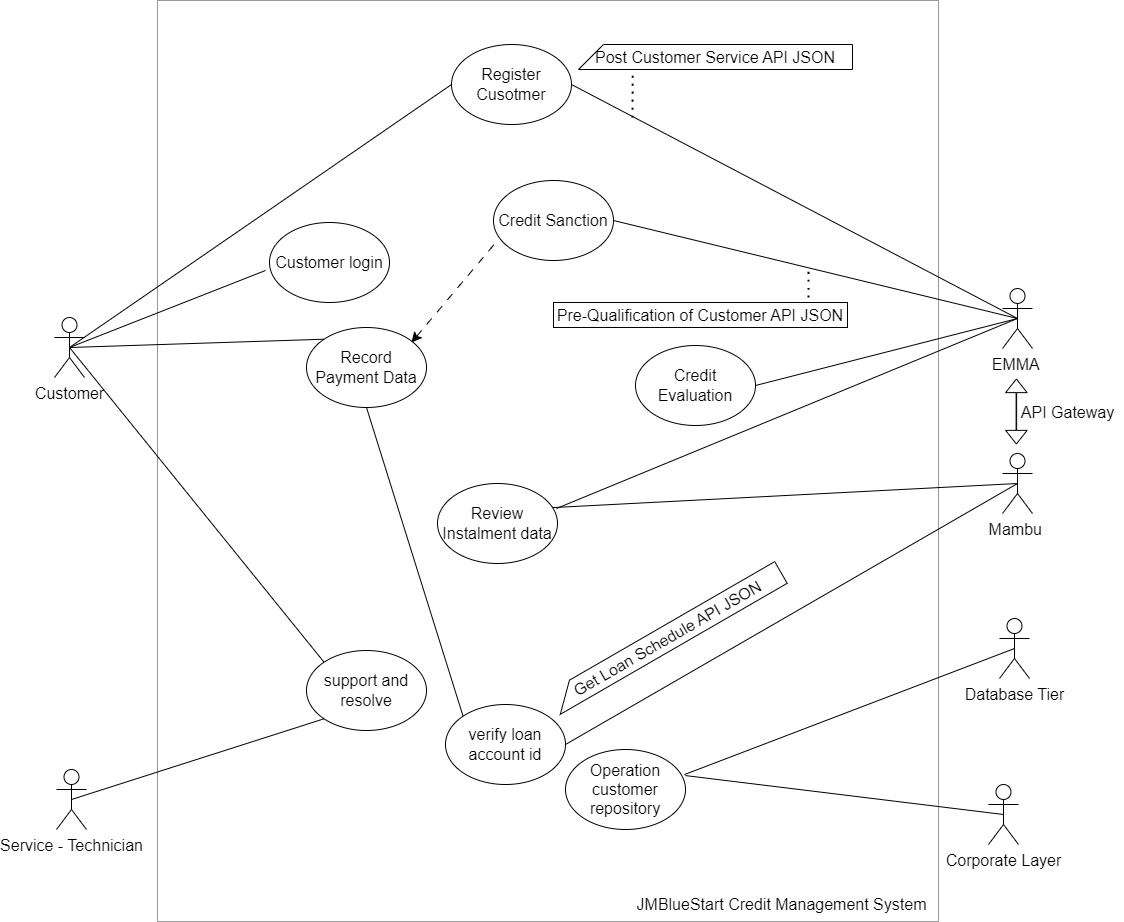 Register
Cusotmer
Post Customer Service API JSON
Credit Sanction
Customer login
Pre-Qualification of Customer API JSON
Record
Payment Data
Customer
EMMA
Credit
Evaluation
API Gateway
Review
Instalment data
Mambu
Get Loan Schedule API JSON
support and
resolve
Database Tier
verify loan
account id
Operation
customer
repository
Service - Technician
Corporate Layer
JMBlueStart Credit Management System